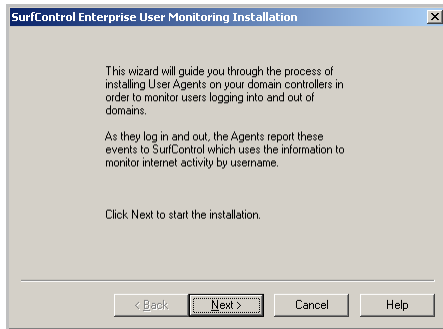 SurfControl Enterprise User Monitoring Installation
This wizard will guide you through the process of
installing User Agents on your domain controllers in
order to monitor users logging into and out of
domains.
As they log in and out, the Agents report these
events to SurfControl which uses the information to
monitor internet activity by username.
Click Next to start the installation.
< Back
Next >
Cancel
Help